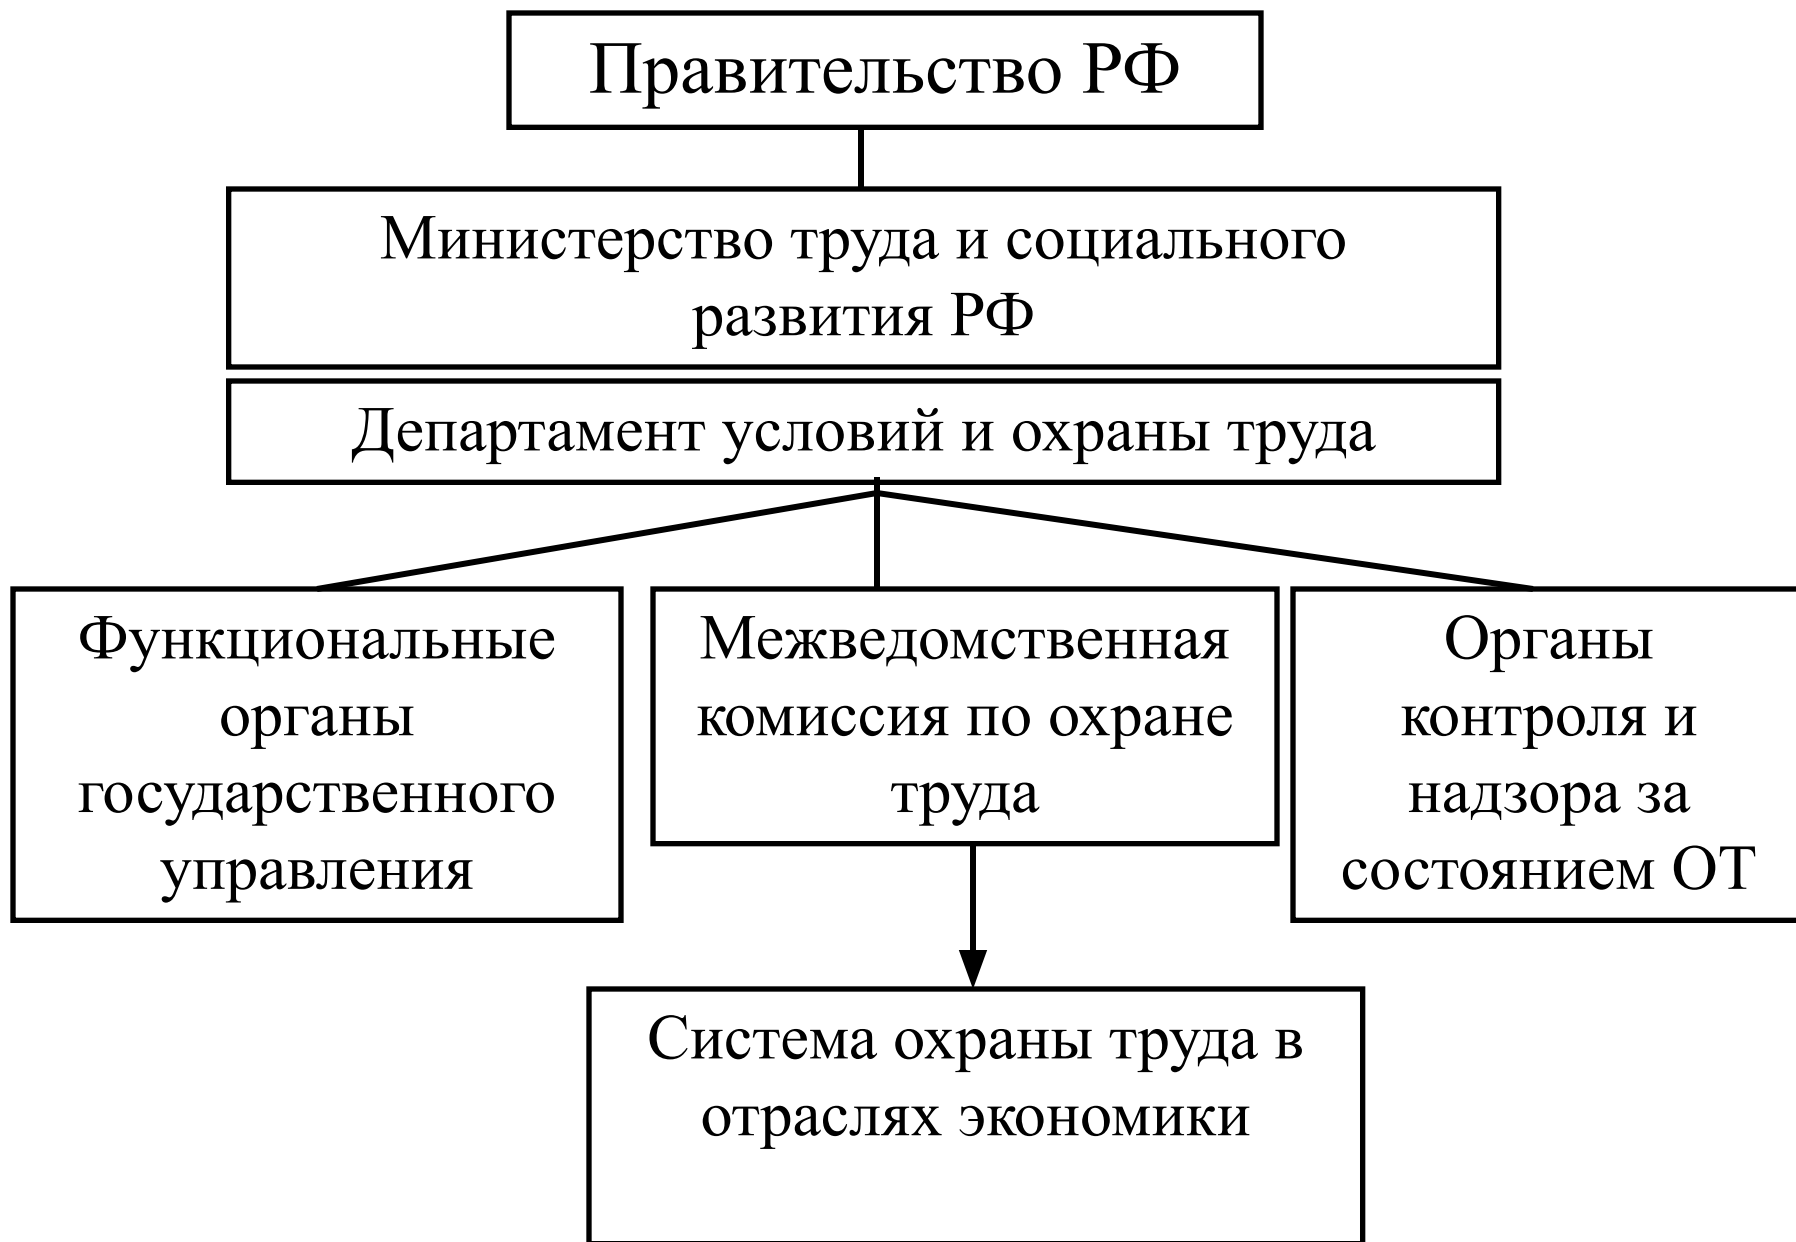 Правительство РФ
Министерство труда и социального
развития РФ
Департамент условий и охраны труда
Функциональные
органы
государственного
управления
Межведомственная
комиссия по охране
труда
Органы
контроля и
надзора за
состоянием ОТ
Система охраны труда в
отраслях экономики